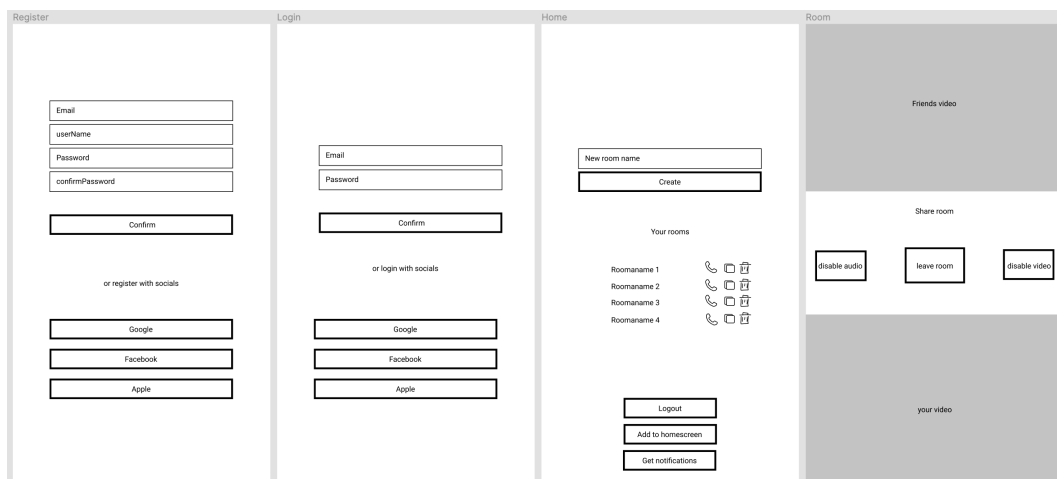 Register
Email
userName
Password
confirmPassword
Confirm
or register with socials
Google
Facebook
Apple
Login
Email
Password
Confirm
or login with socials
Google
Facebook
Apple
Home
New room name
Create
Your rooms
Roomaname 1
Roomaname 2
Roomaname 3
Roomaname 4
Logout
Add to homescreen
Get notifications
Room
Friends video
Share room
disable audio
leave room
disable video
your video